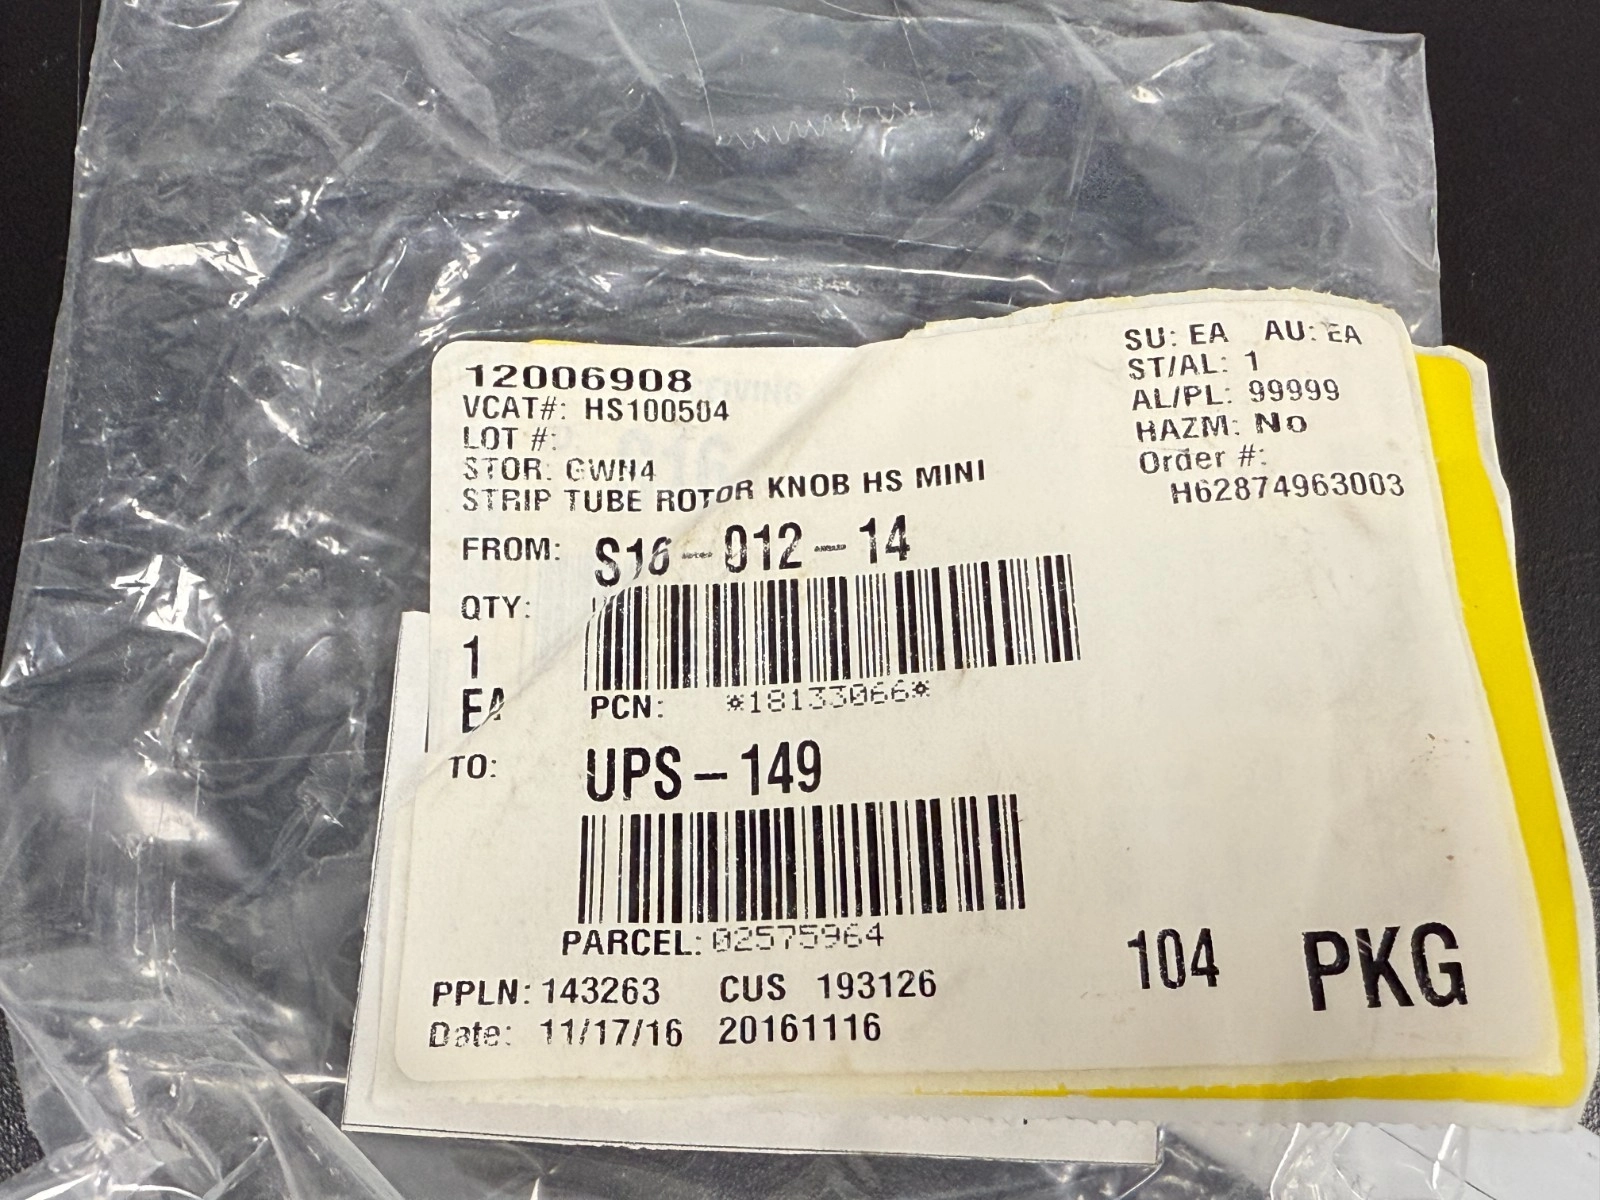 12006908
VCAT#: HS100504
LOT #:
STOR: GWN4
STRIP TUBE ROTOR KNOB HS MINI
SU: EA AU: EA
ST/AL: 1
AL/PL: 99999
HAZM: No
Order #:
H62874963003
FROM: S16-012-14
QTY:
1
EA
PCN: *18133066*
TO: UPS-149
PARCEL: 02575964
PPLN: 143263 CUS 193126
Date: 11/17/16 20161116
104 PKG